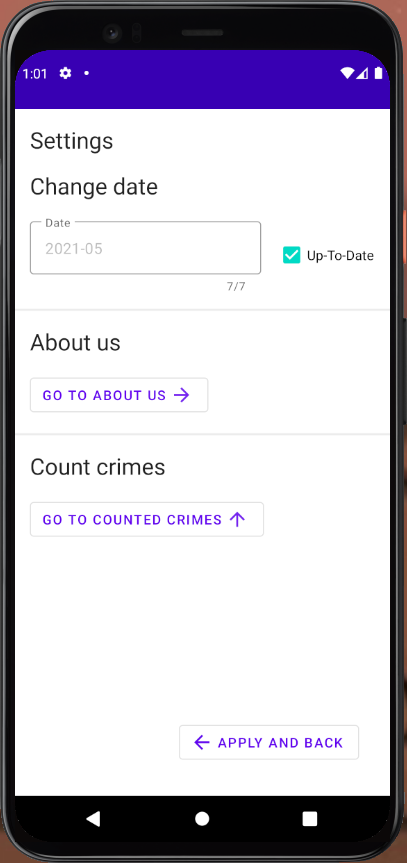 1:01
Settings
Change date
Date
2021-05
Up-To-Date
7/7
About us
GO TO ABOUT US
Count crimes
GO TO COUNTED CRIMES
APPLY AND BACK